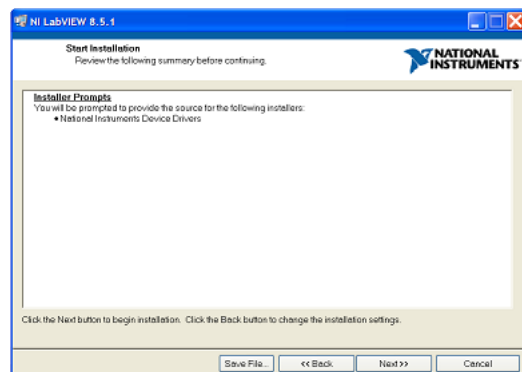 NI LabVIEW 8.5.1
Start Installation
Review the following summary before continuing.
NATIONAL
INSTRUMENTS
Installer Prompts
You will be prompted to provide the source for the following installers:
• National Instruments Device Drivers
Click the Next button to begin installation. Click the Back button to change the installation settings.
Save File...
<< Back
Next >>
Cancel